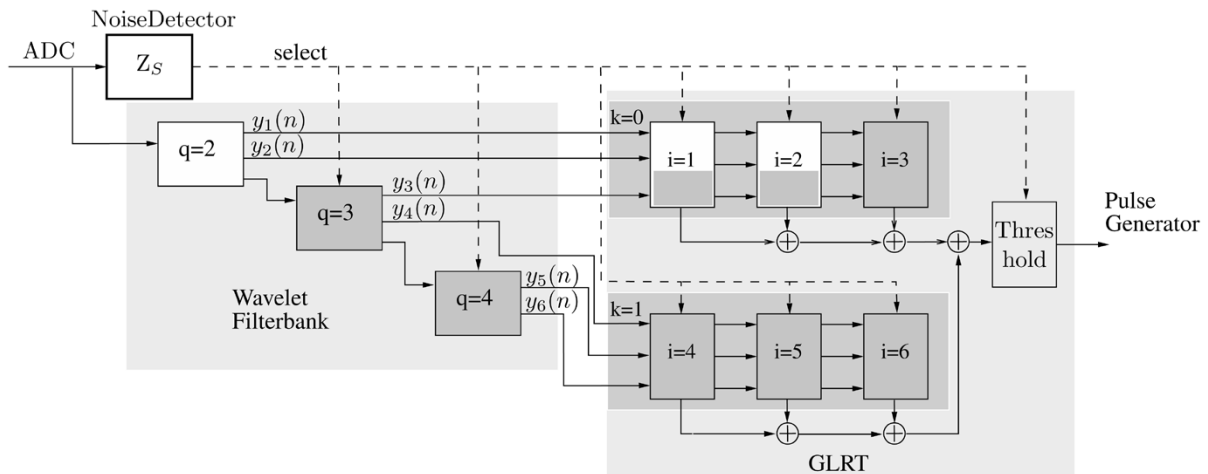 NoiseDetector
ADC
Z_S
select
k=0
y_1(n)
y_2(n)
q=2
i=1
i=2
i=3
y_3(n)
y_4(n)
q=3
Pulse
Generator
Thres
hold
q=4
y_5(n)
y_6(n)
Wavelet
Filterbank
k=1
i=4
i=5
i=6
GLRT